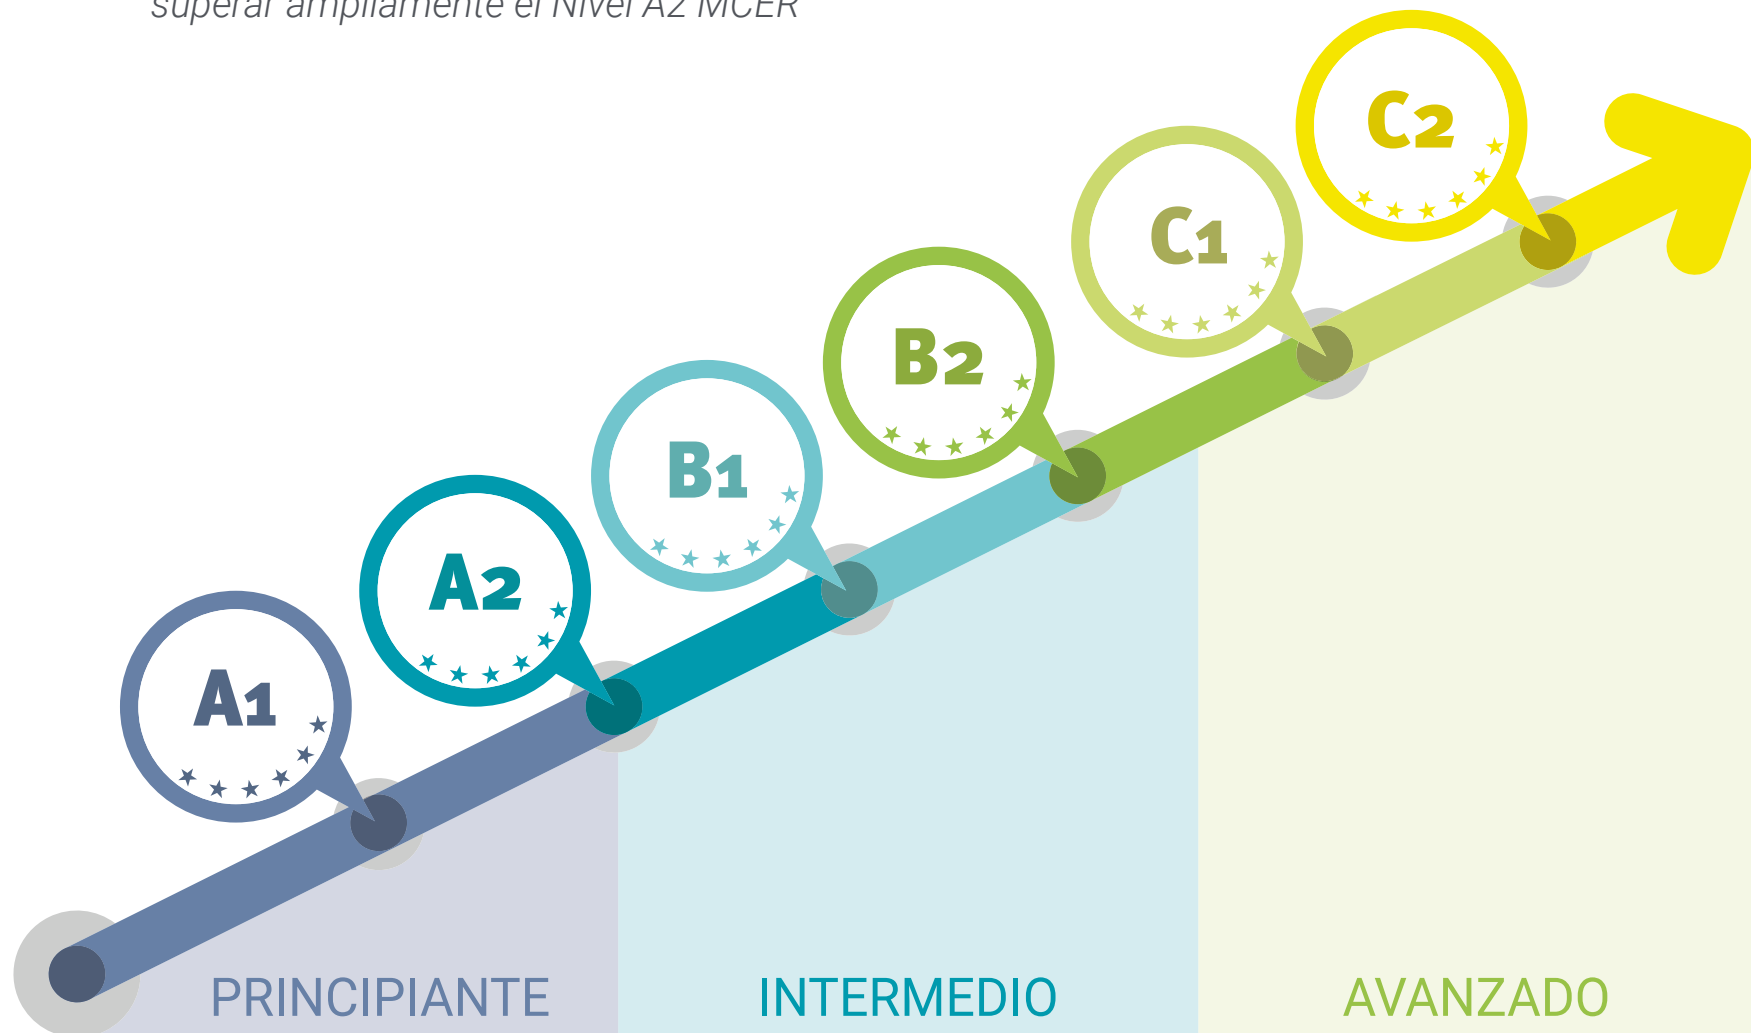 superar ampliamente el Nivel A2 MCER
C2
C1
B2
B1
A2
A1
PRINCIPIANTE
INTERMEDIO
AVANZADO